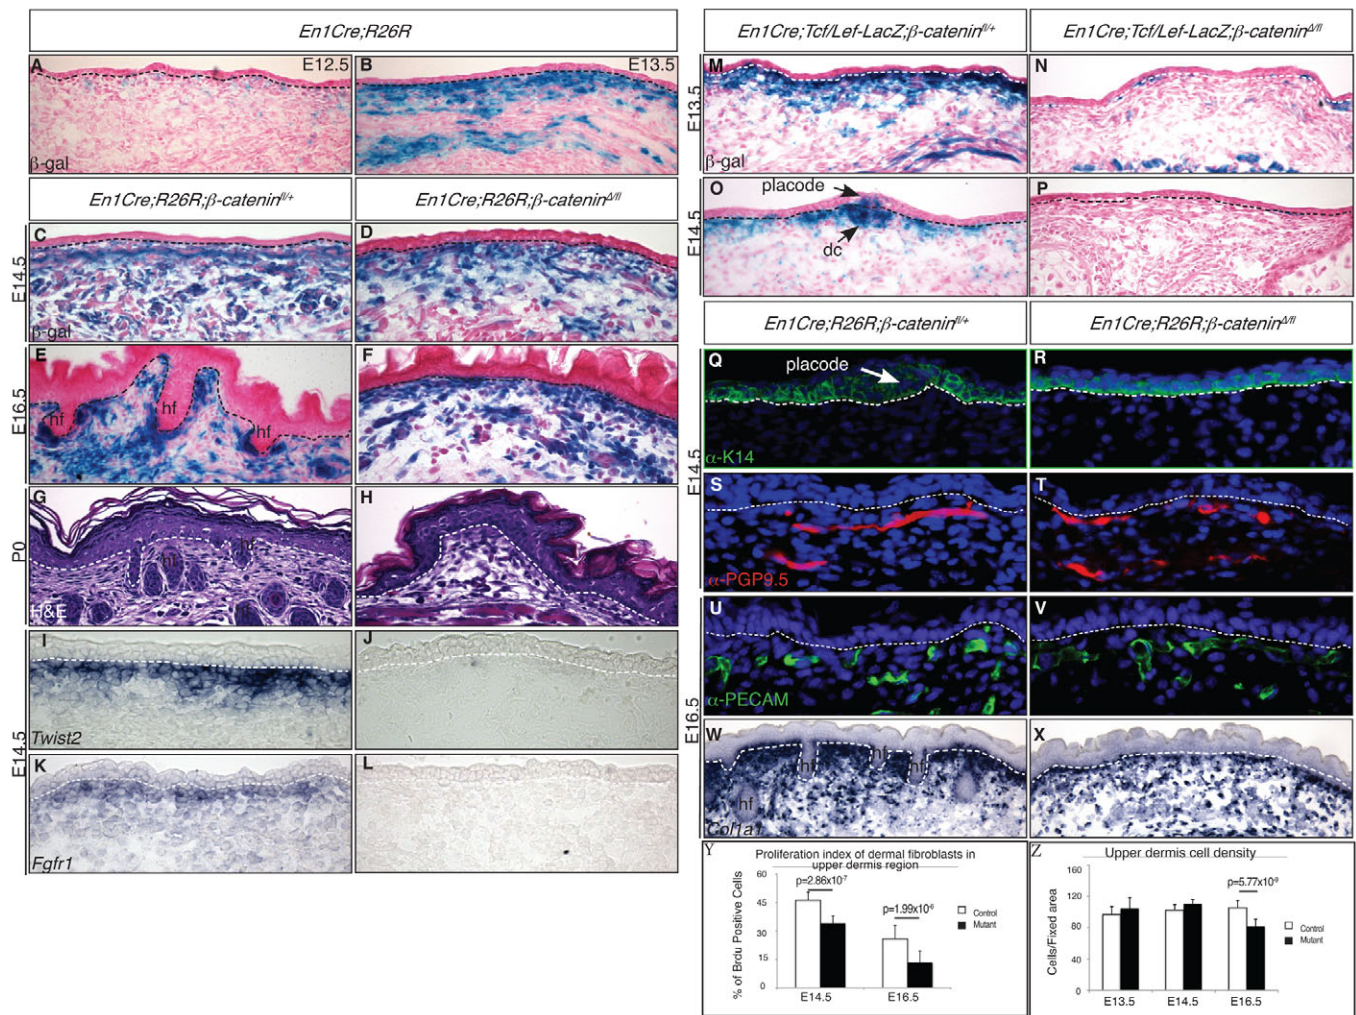 En1Cre;R26R
A
E12.5
B
E13.5
β-gal
En1Cre;R26R;β-catenin^fl/+
En1Cre;R26R;β-catenin^Δ/fl
E14.5
C
β-gal
D
E16.5
E
hf
hf
hf
F
P0
G
hf
hf
H&E
H
E14.5
I
Twist2
J
K
Fgfr1
L
En1Cre;Tcf/Lef-LacZ;β-catenin^fl/+
En1Cre;Tcf/Lef-LacZ;β-catenin^Δ/fl
E13.5
M
β-gal
N
E14.5
O
placode
dc
P
En1Cre;R26R;β-catenin^fl/+
En1Cre;R26R;β-catenin^Δ/fl
E14.5
Q
placode
α-K14
R
S
α-PGP9.5
T
E16.5
U
α-PECAM
V
W
hf
hf
hf
hf
Col1a1
X
Y
Proliferation index of dermal fibroblasts in
upper dermis region
% of Brdu Positive Cells
60
45
30
15
0
p=2.86x10^-7
p=1.99x10^-6
Control
Mutant
E14.5
E16.5
Z
Upper dermis cell density
Cells/Fixed area
160
120
80
40
0
p=5.77x10^-9
Control
Mutant
E13.5
E14.5
E16.5